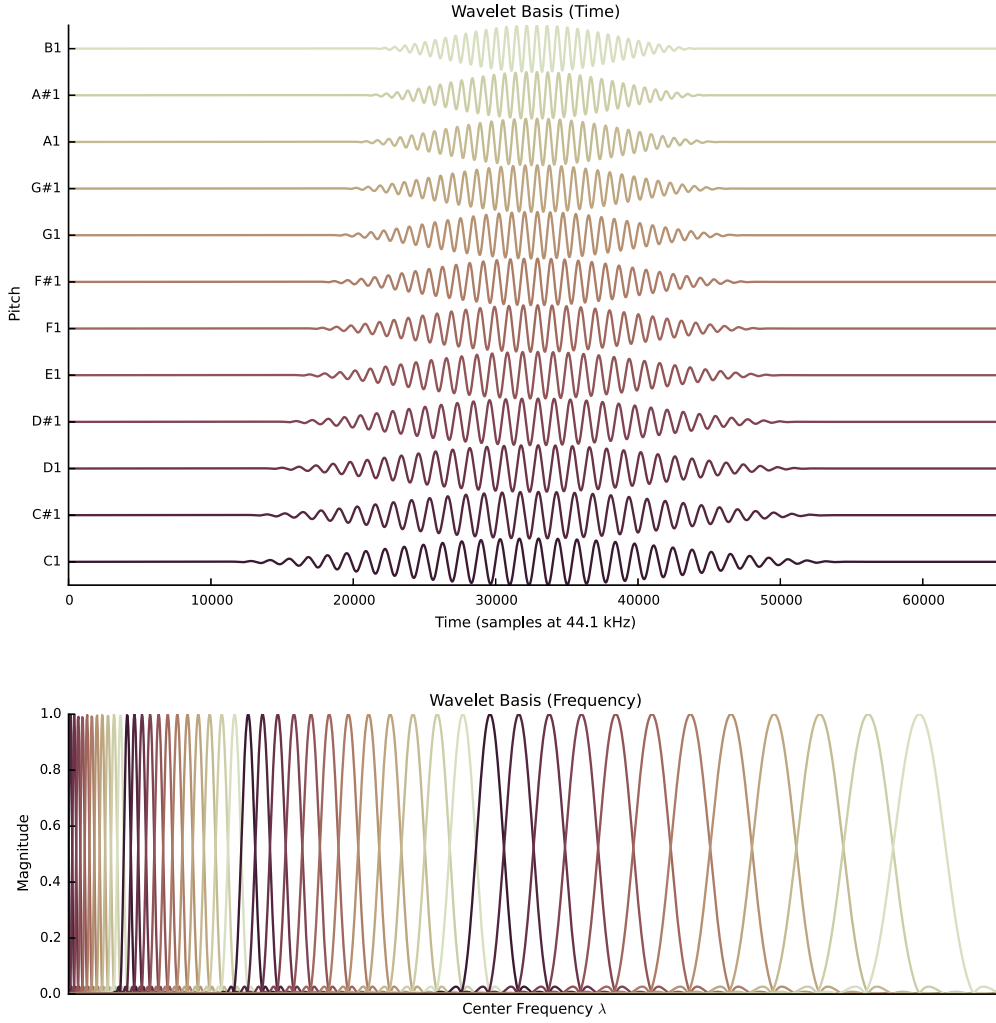 Wavelet Basis (Time)
B1
A#1
A1
G#1
G1
F#1
F1
E1
D#1
D1
C#1
C1
Pitch
0 10000 20000 30000 40000 50000 60000
Time (samples at 44.1 kHz)
Wavelet Basis (Frequency)
1.0
0.8
0.6
0.4
0.2
0.0
Magnitude
Center Frequency λ